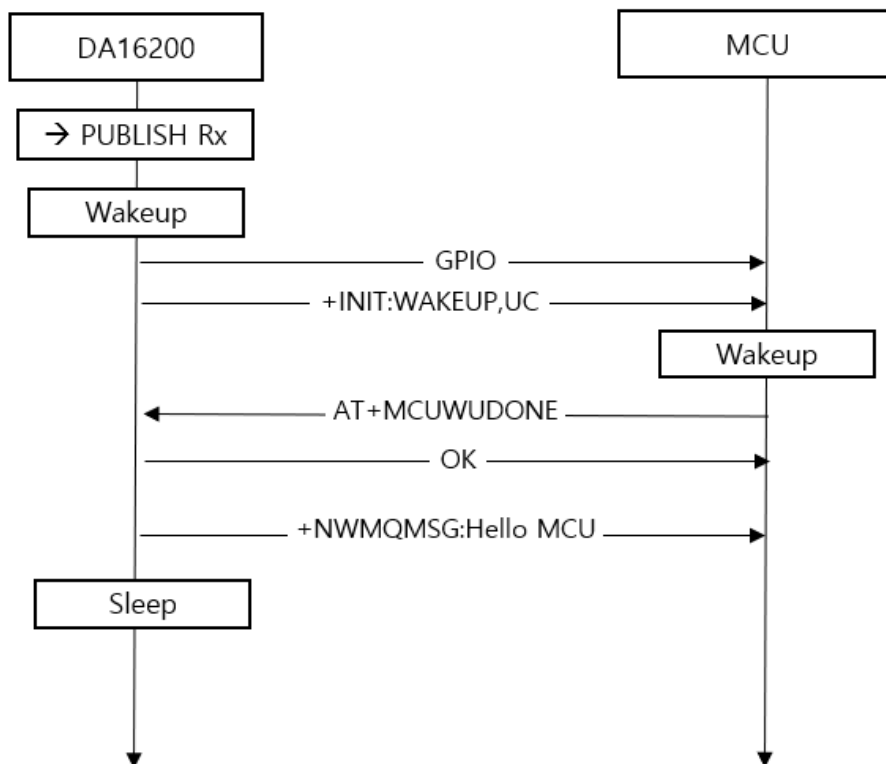 DA16200
MCU
→ PUBLISH Rx
Wakeup
GPIO
+INIT:WAKEUP,UC
Wakeup
AT+MCUWUDONE
OK
+NWMQMSG:Hello MCU
Sleep